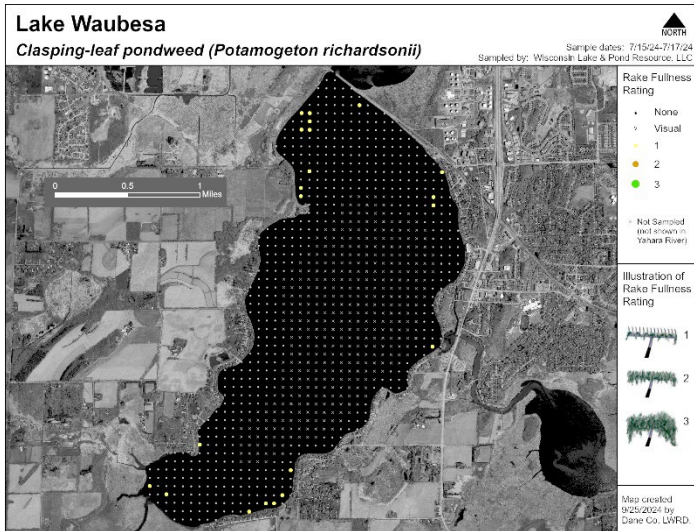 Lake Waubesa
Clasping-leaf pondweed (Potamogeton richardsonii)
NORTH
Sample dates: 7/15/24-7/17/24
Sampled by: Wisconsin Lake & Pond Resource, LLC
Rake Fullness
Rating
None
Visual
1
2
3
Not Sampled
(not shown in
Yahara River)
0 0.5 1
Miles
Illustration of
Rake Fullness
Rating
1
2
3
Map created
9/25/2024 by
Dane Co. LWRD.